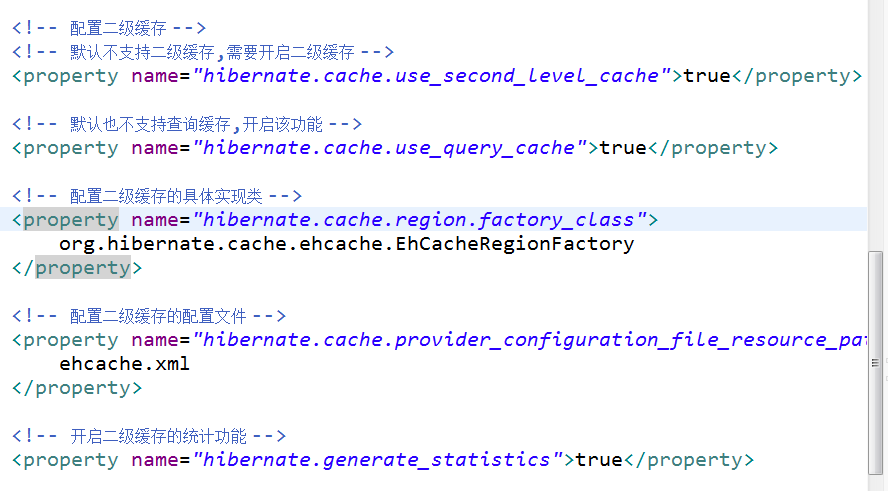 <!-- 配置二级缓存 -->
<!-- 默认不支持二级缓存,需要开启二级缓存 -->
<property name="hibernate.cache.use_second_level_cache">true</property>
<!-- 默认也不支持查询缓存,开启该功能 -->
<property name="hibernate.cache.use_query_cache">true</property>
<!-- 配置二级缓存的具体实现类 -->
<property name="hibernate.cache.region.factory_class">
org.hibernate.cache.ehcache.EhCacheRegionFactory
</property>
<!-- 配置二级缓存的配置文件 -->
<property name="hibernate.cache.provider_configuration_file_resource_pa
ehcache.xml
</property>
<!-- 开启二级缓存的统计功能 -->
<property name="hibernate.generate_statistics">true</property>